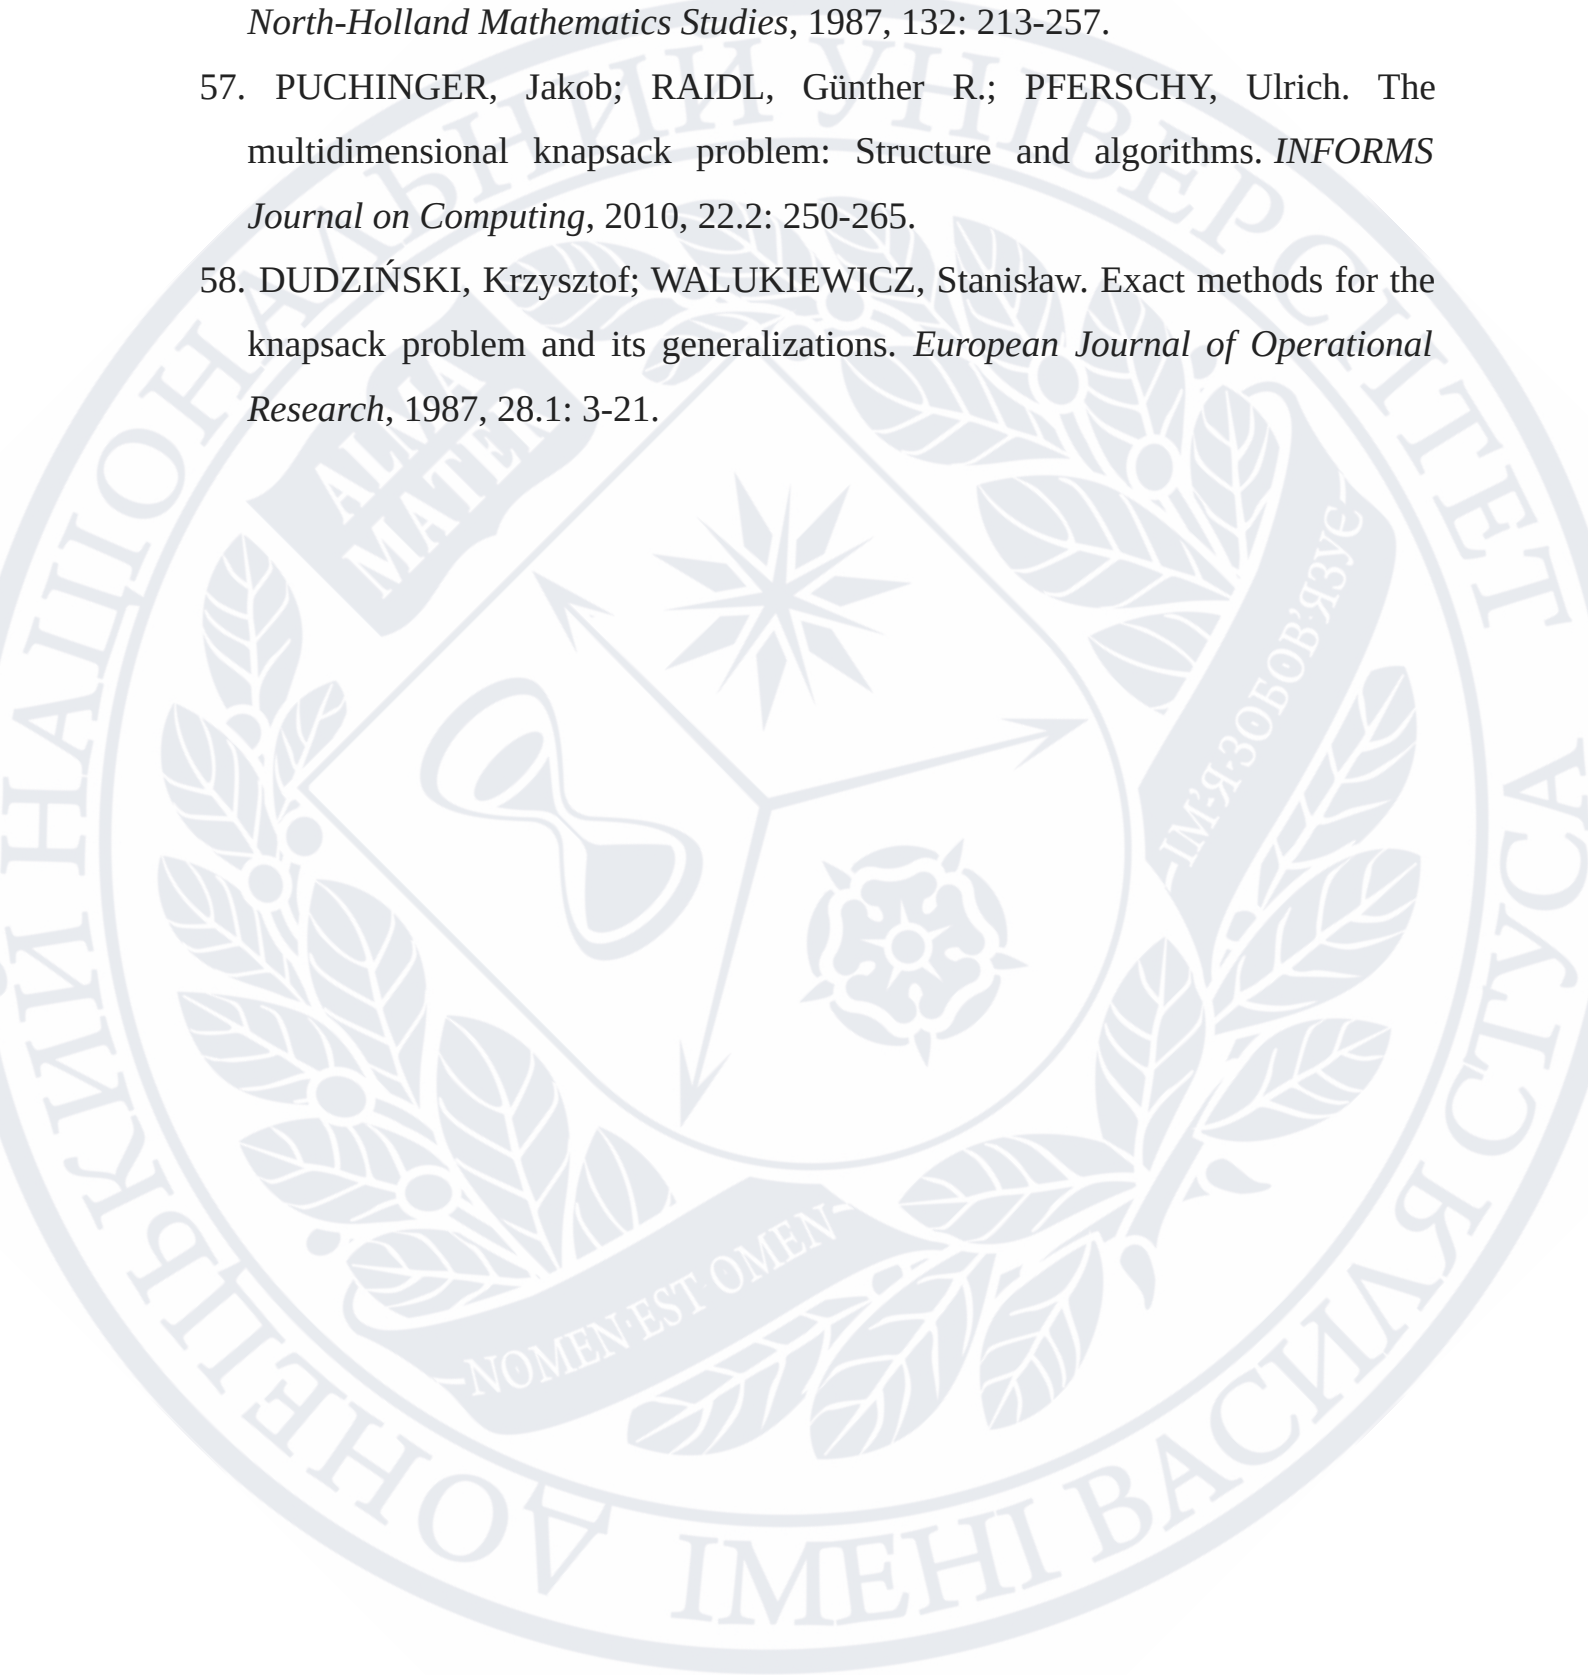 North-Holland Mathematics Studies, 1987, 132: 213-257.
57. PUCHINGER, Jakob; RAIDL, Günther R.; PFERSCHY, Ulrich. The
multidimensional knapsack problem: Structure and algorithms. INFORMS
Journal on Computing, 2010, 22.2: 250-265.
58. DUDZIŃSKI, Krzysztof; WALUKIEWICZ, Stanisław. Exact methods for the
knapsack problem and its generalizations. European Journal of Operational
Research, 1987, 28.1: 3-21.
ДОНЕЦЬКИЙ НАЦІОНАЛЬНИЙ УНІВЕРСИТЕТ
ІМЕНІ ВАСИЛЯ СТУСА
ALMA
MATER
ІМ'Я·ЗОБОВ'ЯЗУЄ
NOMEN·EST·OMEN